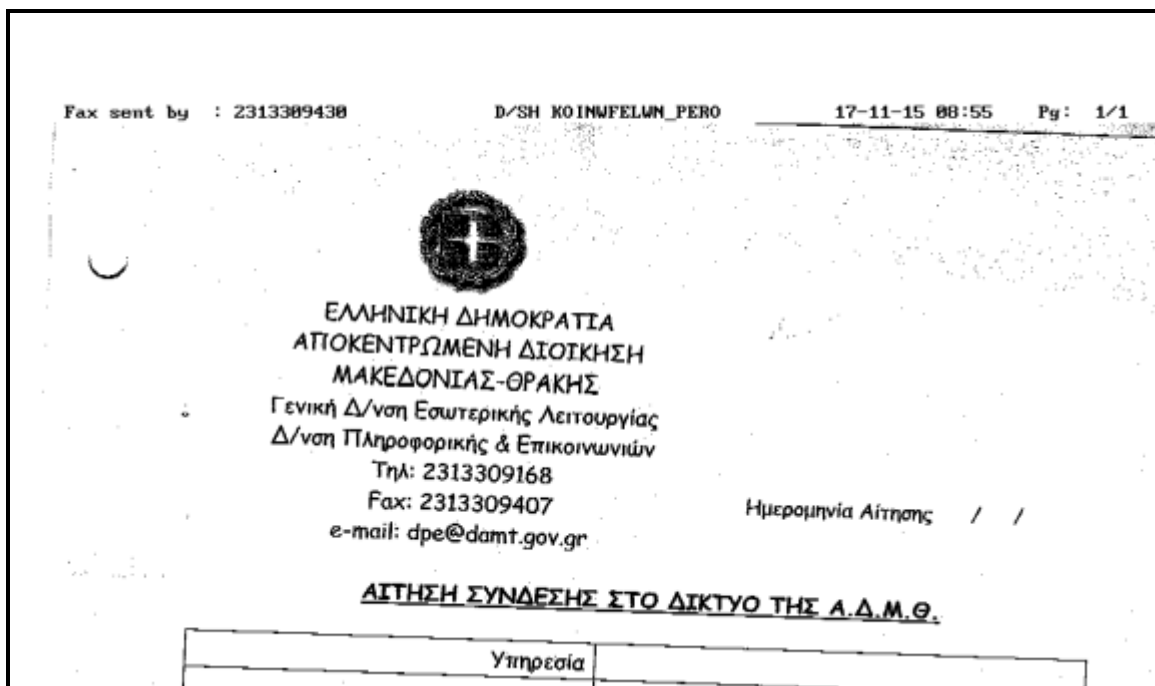 Fax sent by : 2313309430 D/SH KOINWFELWN_PERO 17-11-15 08:55 Pg: 1/1
ΕΛΛΗΝΙΚΗ ΔΗΜΟΚΡΑΤΙΑ
ΑΠΟΚΕΝΤΡΩΜΕΝΗ ΔΙΟΙΚΗΣΗ
ΜΑΚΕΔΟΝΙΑΣ-ΘΡΑΚΗΣ
Γενική Δ/νση Εσωτερικής Λειτουργίας
Δ/νση Πληροφορικής & Επικοινωνιών
Τηλ: 2313309168
Fax: 2313309407
e-mail: dpe@damt.gov.gr
Ημερομηνία Αίτησης / /
ΑΙΤΗΣΗ ΣΥΝΔΕΣΗΣ ΣΤΟ ΔΙΚΤΥΟ ΤΗΣ Α.Δ.Μ.Θ.
Υπηρεσία